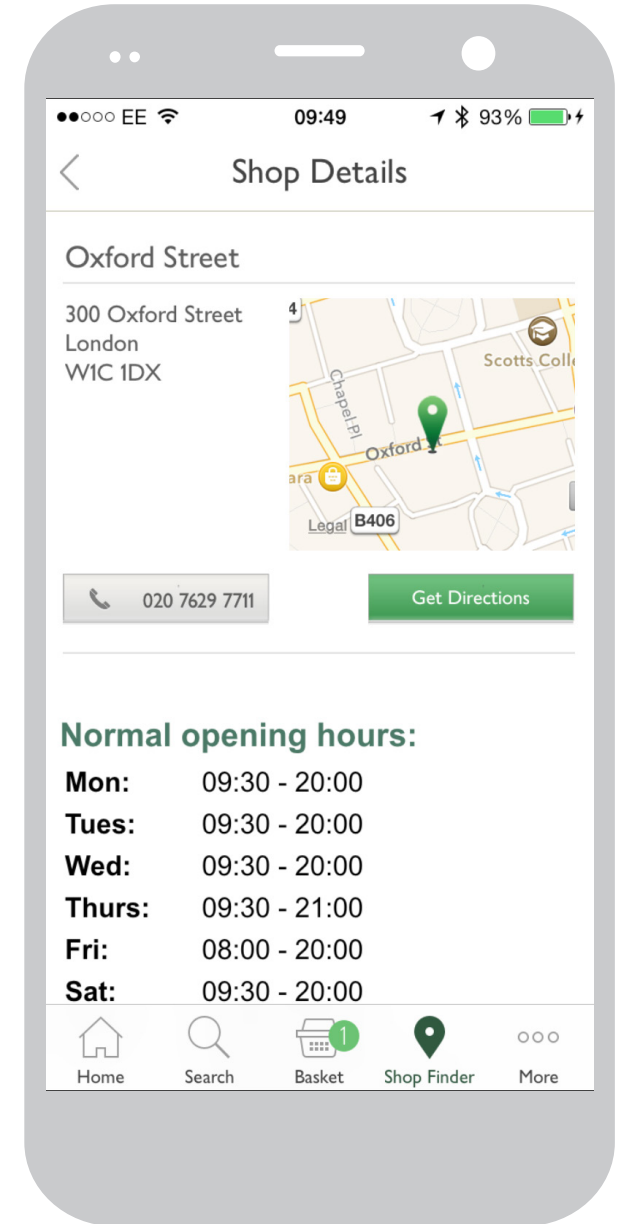 EE 09:49 93%
Shop Details
Oxford Street
300 Oxford Street
London
W1C 1DX
4
Scotts Colle
Chapel Pl
Oxford St
ara
Legal B406
020 7629 7711 Get Directions
Normal opening hours:
Mon: 09:30 - 20:00
Tues: 09:30 - 20:00
Wed: 09:30 - 20:00
Thurs: 09:30 - 21:00
Fri: 08:00 - 20:00
Sat: 09:30 - 20:00
1
Home Search Basket Shop Finder More